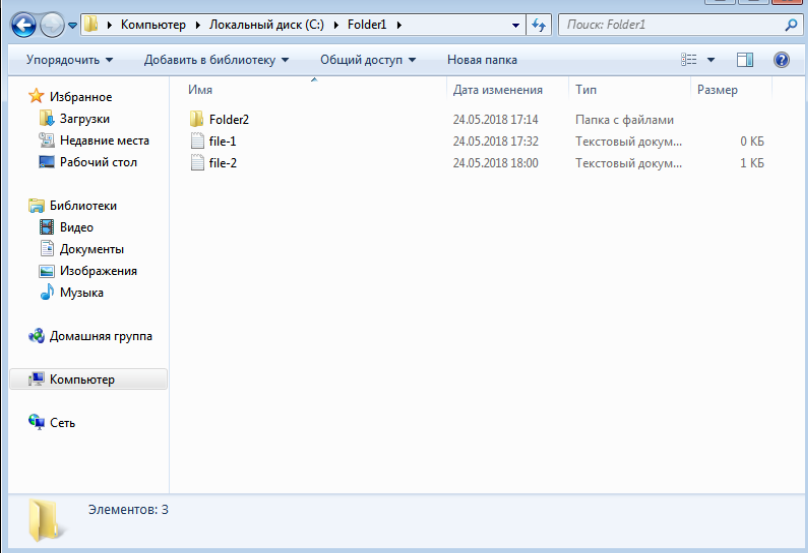 Компьютер Локальный диск (C:) Folder1 Поиск: Folder1
Упорядочить Добавить в библиотеку Общий доступ Новая папка
Имя Дата изменения Тип Размер
Избранное
Загрузки
Недавние места
Рабочий стол
Библиотеки
Видео
Документы
Изображения
Музыка
Домашняя группа
Компьютер
Сеть
Folder2 24.05.2018 17:14 Папка с файлами
file-1 24.05.2018 17:32 Текстовый докум... 0 КБ
file-2 24.05.2018 18:00 Текстовый докум... 1 КБ
Элементов: 3